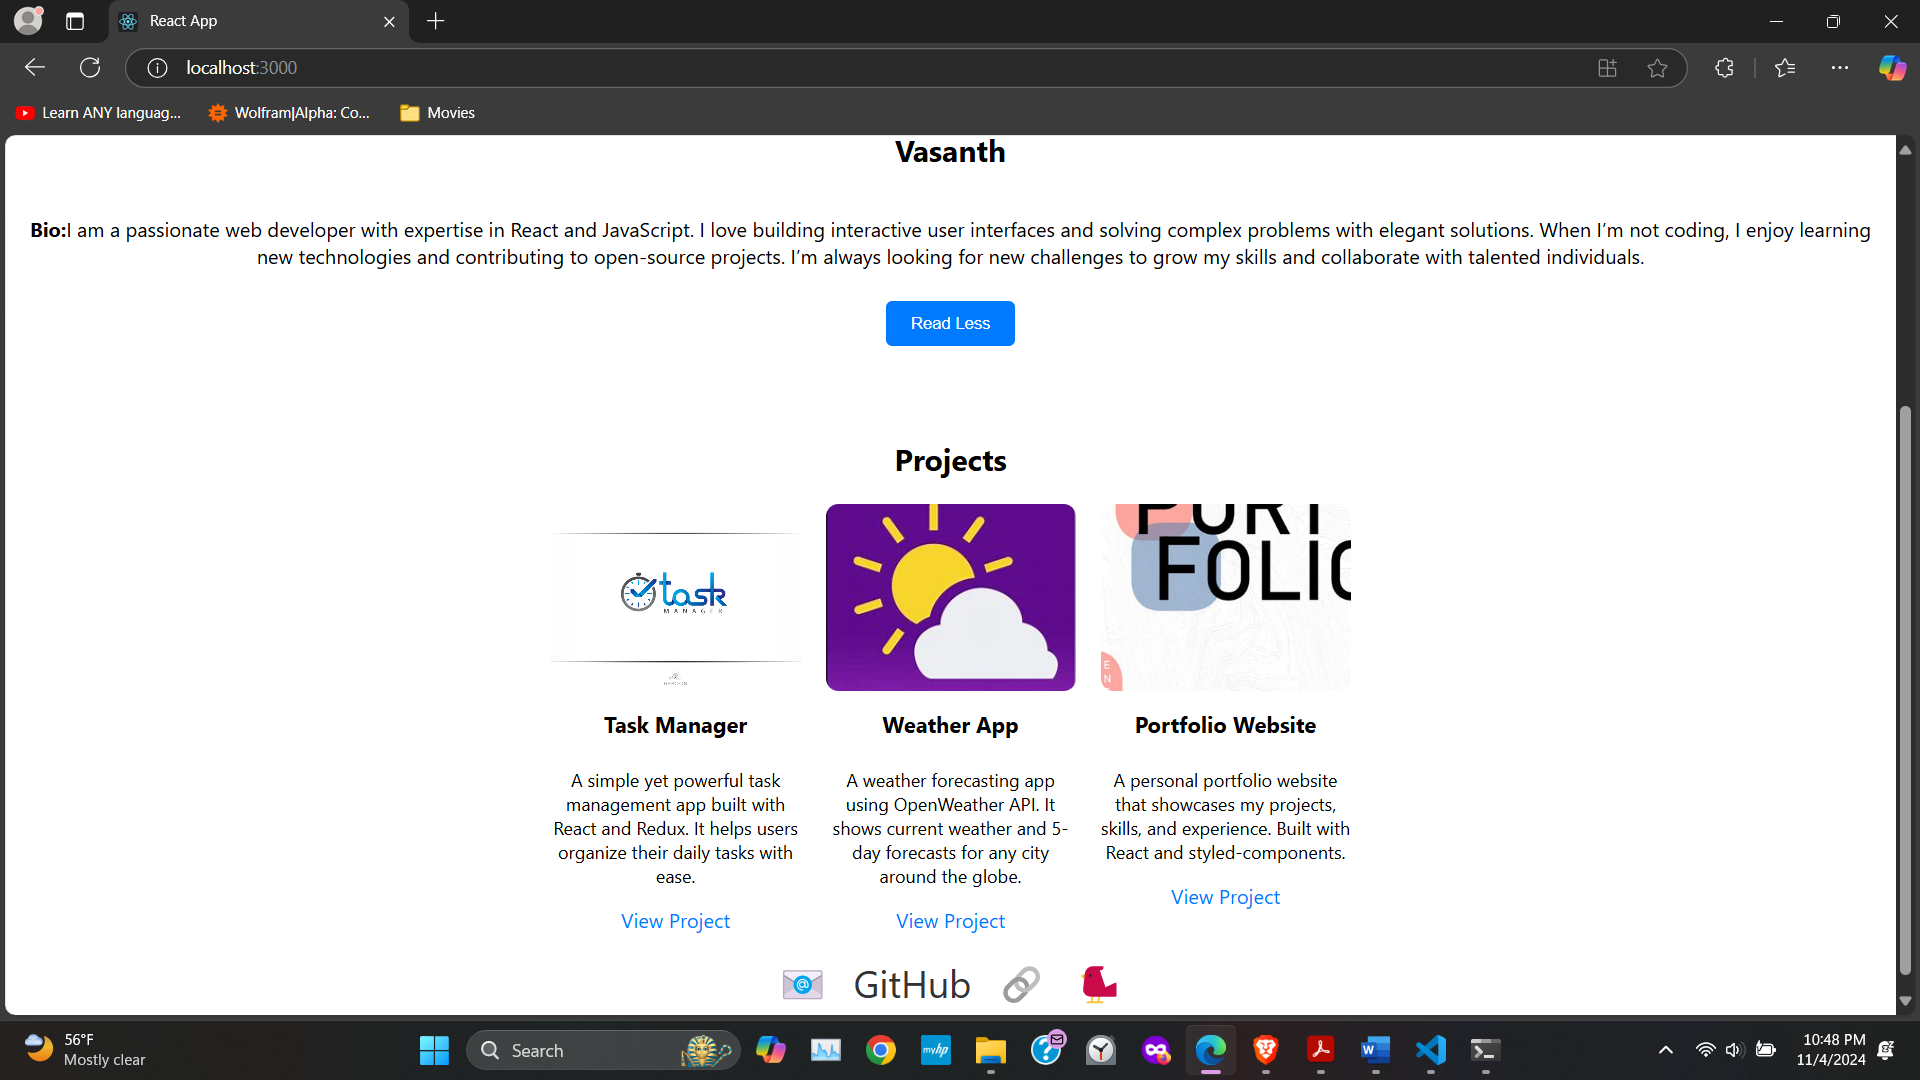 React App
localhost:3000
Learn ANY languag...
Wolfram|Alpha: Co...
Movies
Vasanth
Bio:I am a passionate web developer with expertise in React and JavaScript. I love building interactive user interfaces and solving complex problems with elegant solutions. When I’m not coding, I enjoy learning
new technologies and contributing to open-source projects. I’m always looking for new challenges to grow my skills and collaborate with talented individuals.
Read Less
Projects
task
MANAGER
PORT
FOLIO
E
N
Task Manager
A simple yet powerful task
management app built with
React and Redux. It helps users
organize their daily tasks with
ease.
View Project
Weather App
A weather forecasting app
using OpenWeather API. It
shows current weather and 5-
day forecasts for any city
around the globe.
View Project
Portfolio Website
A personal portfolio website
that showcases my projects,
skills, and experience. Built with
React and styled-components.
View Project
GitHub
56°F
Mostly clear
Search
myhp
10:48 PM
11/4/2024